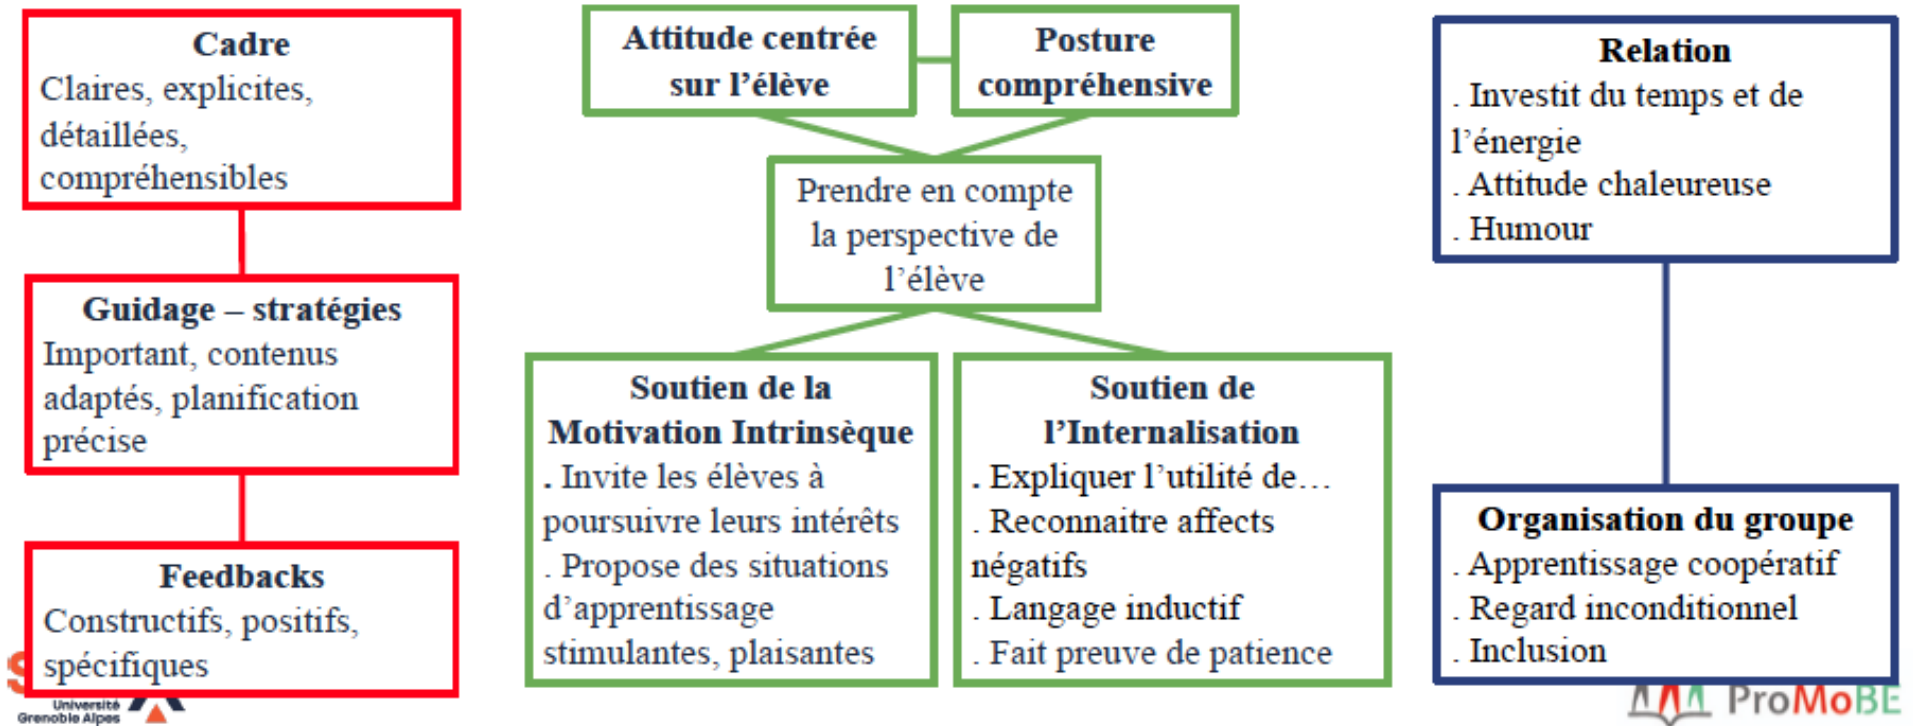 Cadre
Claires, explicites,
détaillées,
compréhensibles
Guidage – stratégies
Important, contenus
adaptés, planification
précise
Feedbacks
Constructifs, positifs,
spécifiques
Université
Grenoble Alpes
Attitude centrée
sur l’élève
Posture
compréhensive
Prendre en compte
la perspective de
l’élève
Soutien de la
Motivation Intrinsèque
. Invite les élèves à
poursuivre leurs intérêts
. Propose des situations
d’apprentissage
stimulantes, plaisantes
Soutien de
l’Internalisation
. Expliquer l’utilité de…
. Reconnaitre affects
négatifs
. Langage inductif
. Fait preuve de patience
Relation
. Investit du temps et de
l’énergie
. Attitude chaleureuse
. Humour
Organisation du groupe
. Apprentissage coopératif
. Regard inconditionnel
. Inclusion
ProMoBE